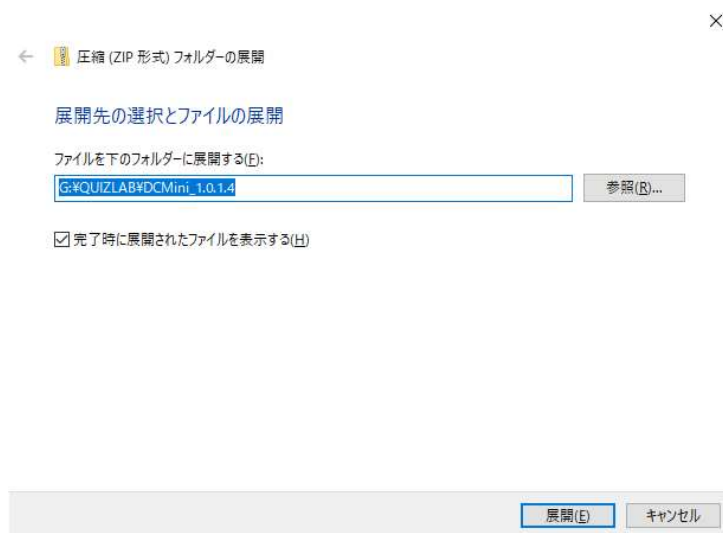 圧縮 (ZIP 形式) フォルダーの展開
展開先の選択とファイルの展開
ファイルを下のフォルダーに展開する(F):
G:¥QUIZLAB¥DCMini_1.0.1.4
参照(R)...
完了時に展開されたファイルを表示する(H)
展開(E)
キャンセル